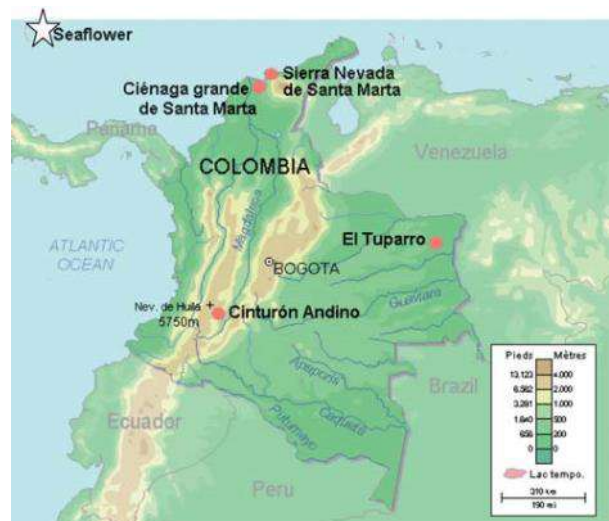 Seaflower
Sierra Nevada
de Santa Marta
Ciénaga grande
de Santa Marta
Panama
Venezuela
COLOMBIA
Magdalena
El Tuparro
ATLANTIC
OCEAN
BOGOTA
Guaviare
Nev. de Huila
5750m
Cinturón Andino
Apaporis
Caquetá
Putumayo
Brazil
Ecuador
Peru
Pieds Mètres
13.123 4.000
6.562 2.000
3.281 1.000
1.640 500
656 200
0 0
Lac tempo.
310 km
190 mi